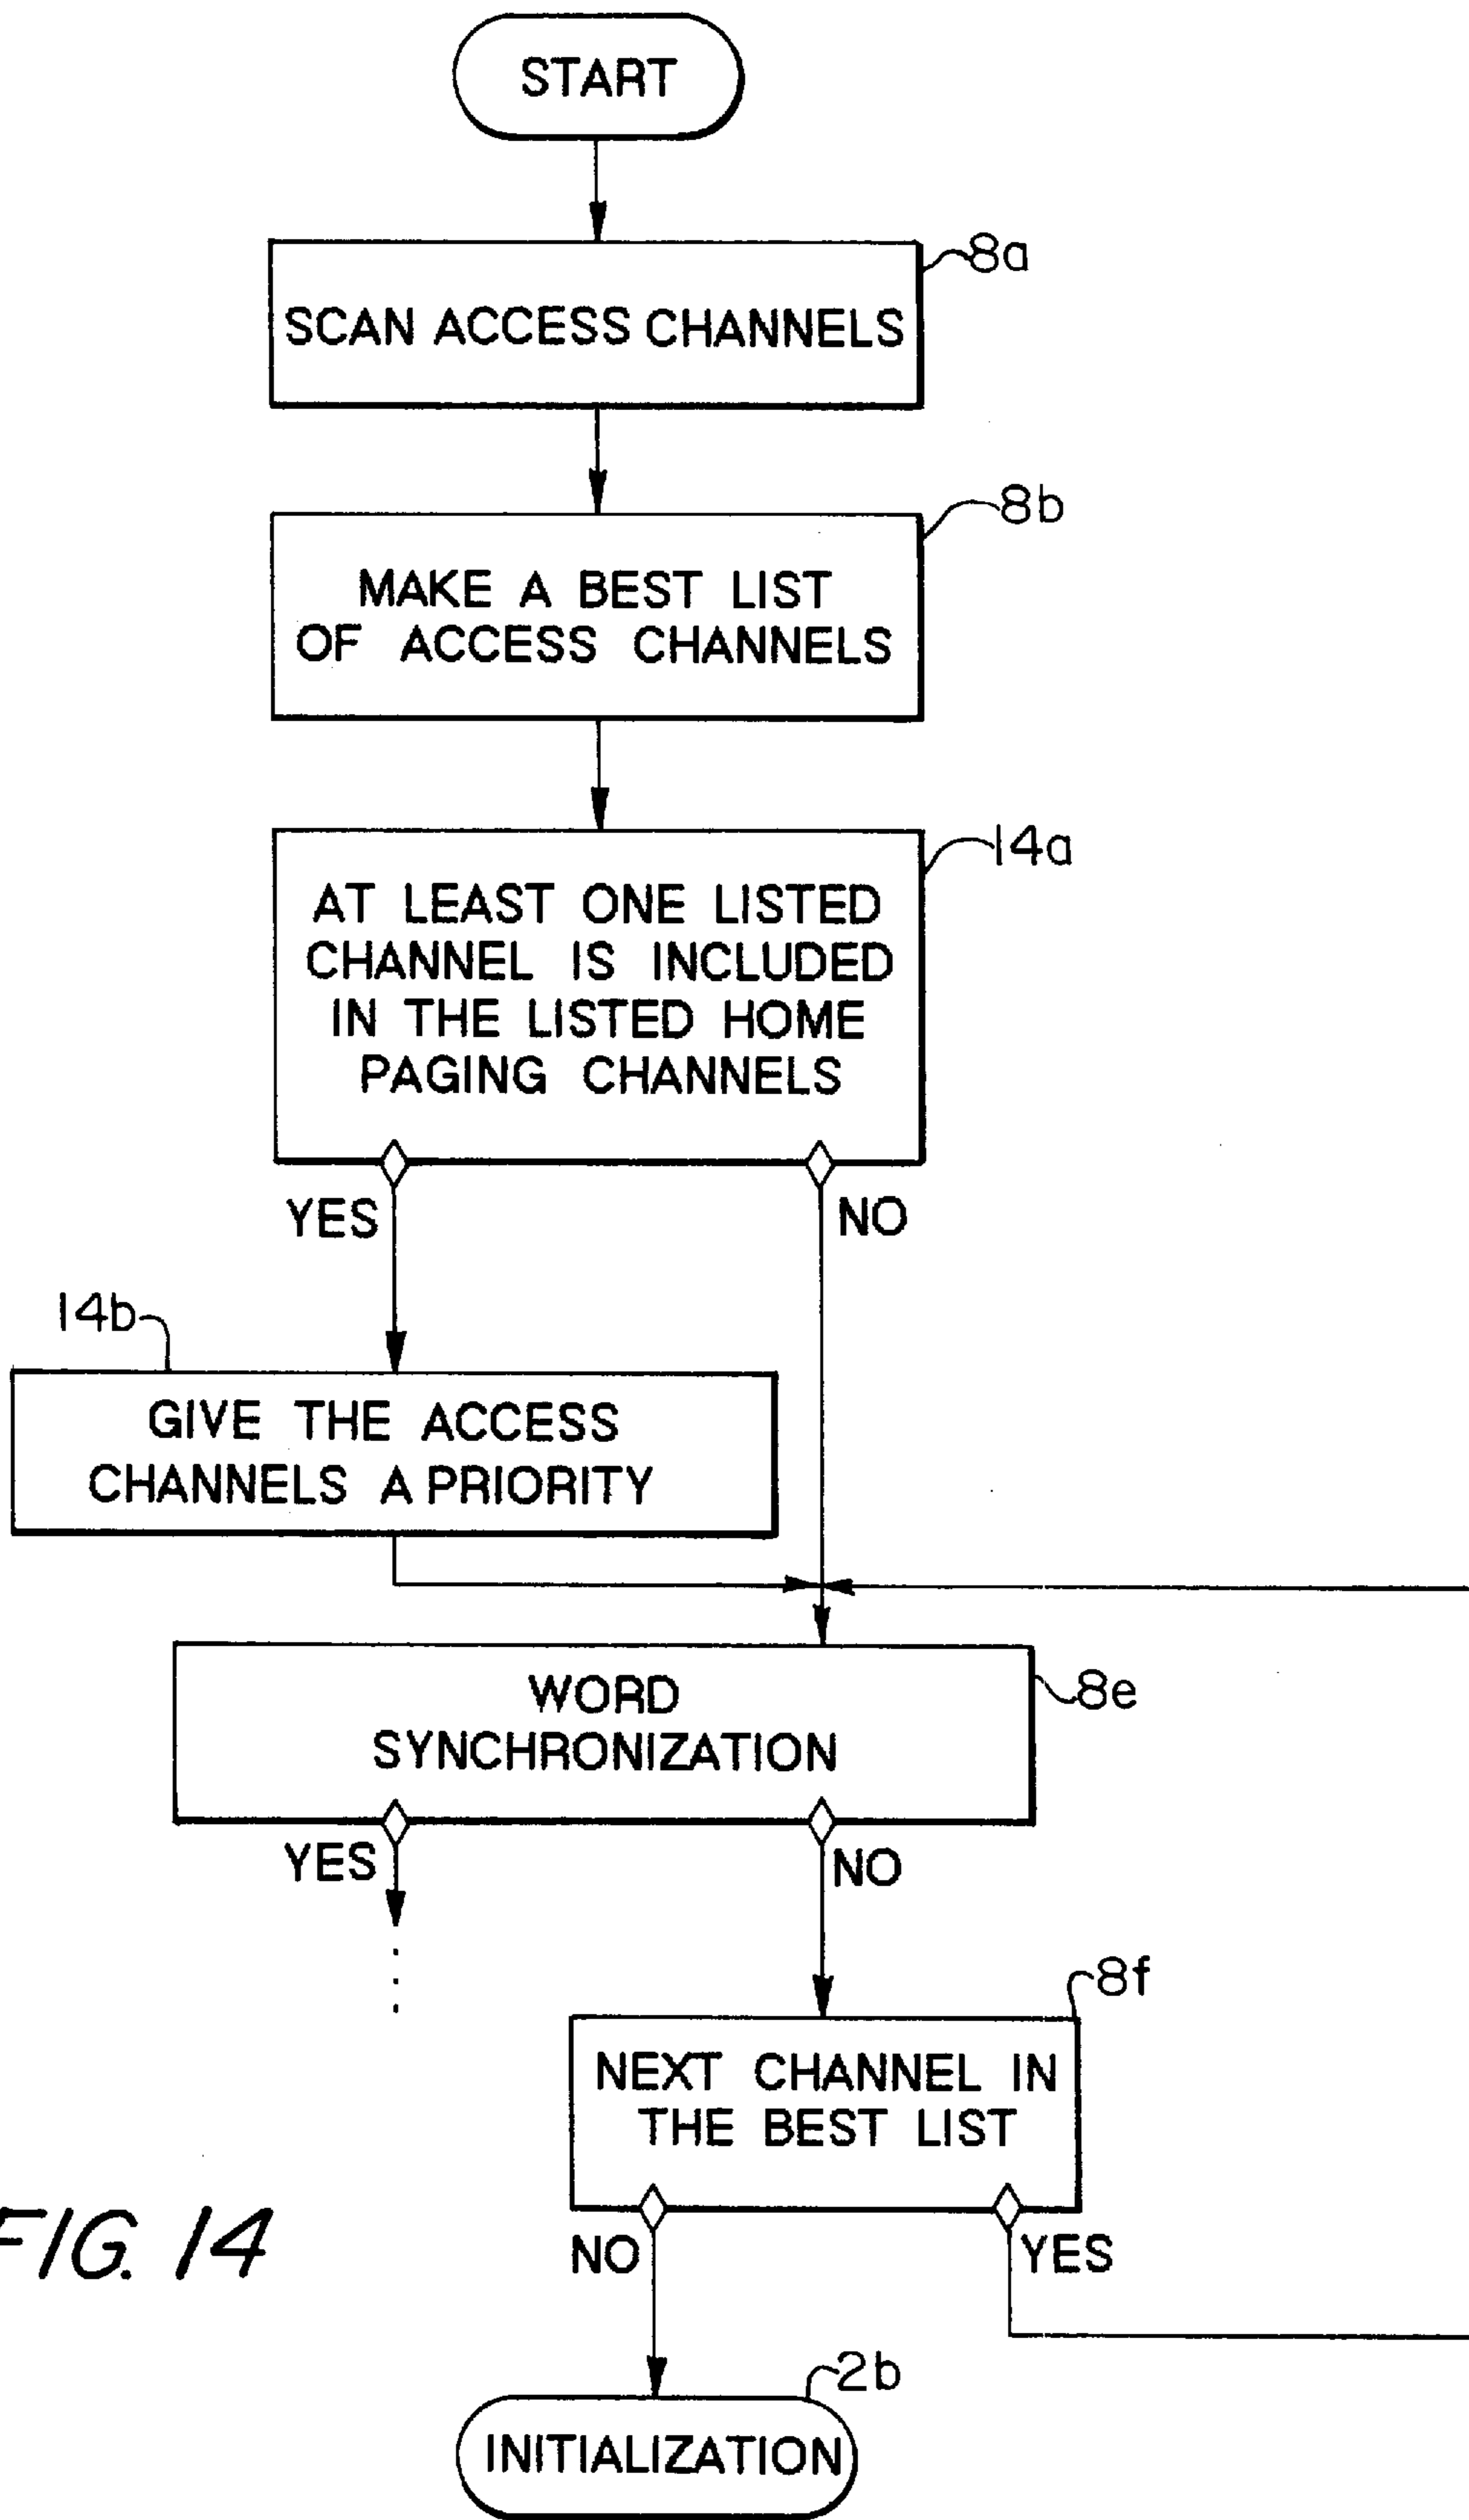 START
8a
SCAN ACCESS CHANNELS
8b
MAKE A BEST LIST
OF ACCESS CHANNELS
14a
AT LEAST ONE LISTED
CHANNEL IS INCLUDED
IN THE LISTED HOME
PAGING CHANNELS
YES
NO
14b
GIVE THE ACCESS
CHANNELS A PRIORITY
8e
WORD
SYNCHRONIZATION
YES
NO
8f
NEXT CHANNEL IN
THE BEST LIST
FIG. 14
NO
YES
2b
INITIALIZATION